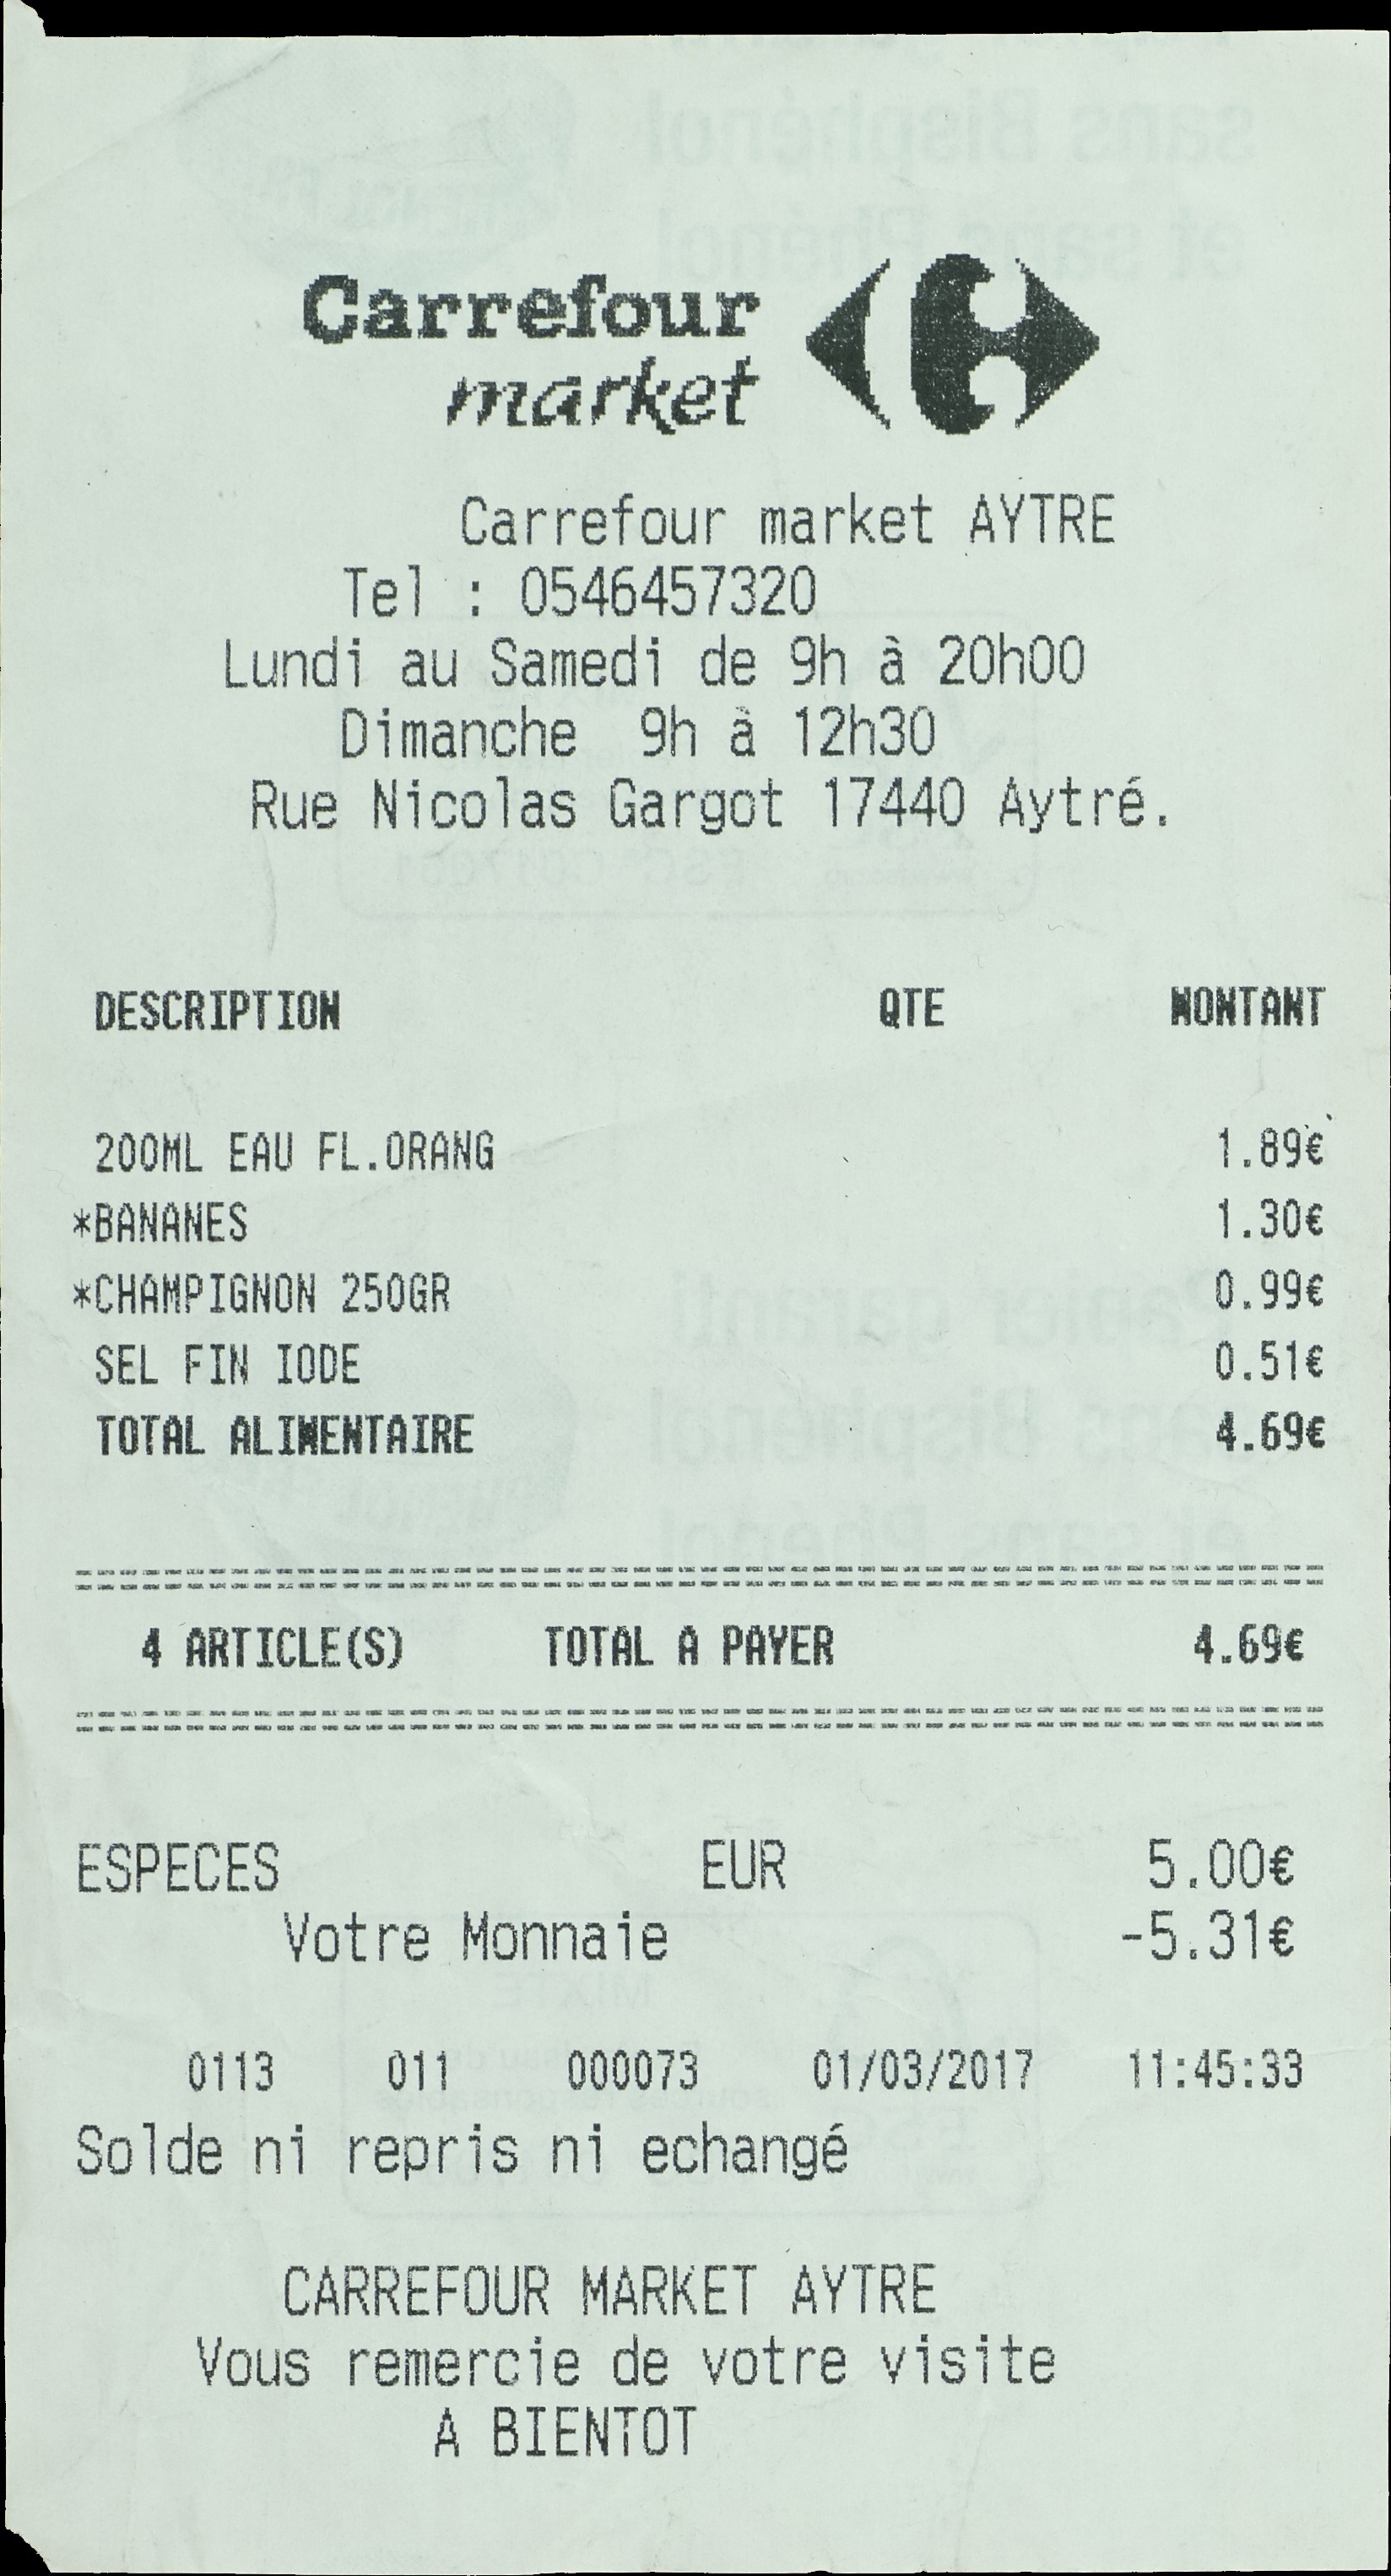 Carrefour
market
Carrefour market AYTRE
Tel : 0546457320
Lundi au Samedi de 9h à 20h00
Dimanche 9h à 12h30
Rue Nicolas Gargot 17440 Aytré.
DESCRIPTION QTE MONTANT
200ML EAU FL.ORANG 1.89€
*BANANES 1.30€
*CHAMPIGNON 250GR 0.99€
SEL FIN IODE 0.51€
TOTAL ALIMENTAIRE 4.69€
4 ARTICLE(S) TOTAL A PAYER 4.69€
ESPECES EUR 5.00€
Votre Monnaie -5.31€
0113 011 000073 01/03/2017 11:45:33
Solde ni repris ni echangé
CARREFOUR MARKET AYTRE
Vous remercie de votre visite
A BIENTOT